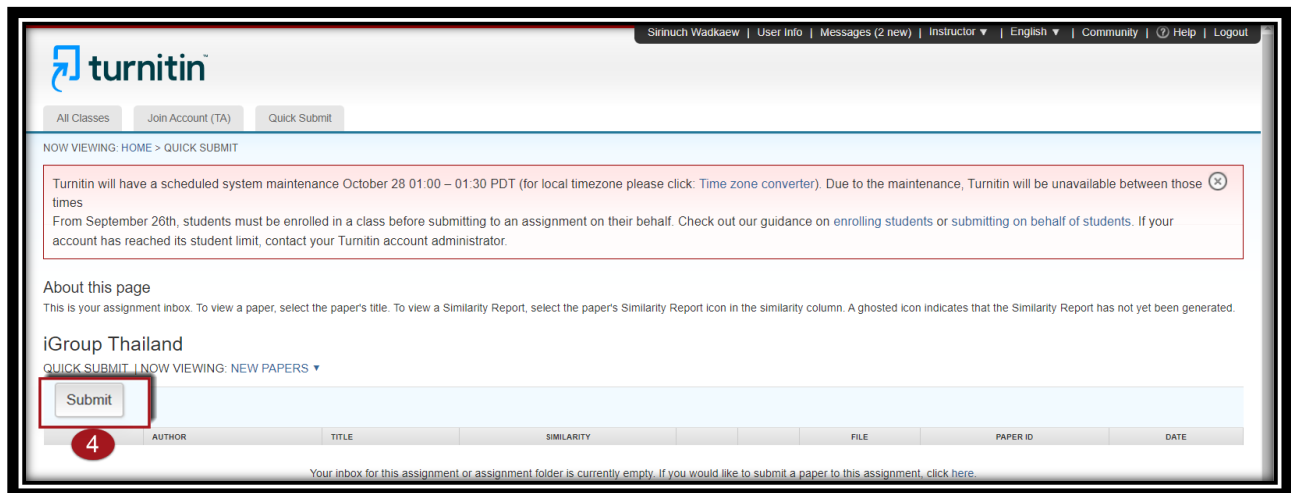 Sirinuch Wadkaew | User Info | Messages (2 new) | Instructor ▼ | English ▼ | Community | ? Help | Logout
turnitin
All Classes Join Account (TA) Quick Submit
NOW VIEWING: HOME > QUICK SUBMIT
Turnitin will have a scheduled system maintenance October 28 01:00 – 01:30 PDT (for local timezone please click: Time zone converter). Due to the maintenance, Turnitin will be unavailable between those
times
From September 26th, students must be enrolled in a class before submitting to an assignment on their behalf. Check out our guidance on enrolling students or submitting on behalf of students. If your
account has reached its student limit, contact your Turnitin account administrator.
About this page
This is your assignment inbox. To view a paper, select the paper's title. To view a Similarity Report, select the paper's Similarity Report icon in the similarity column. A ghosted icon indicates that the Similarity Report has not yet been generated.
iGroup Thailand
QUICK SUBMIT | NOW VIEWING: NEW PAPERS ▼
Submit
4 AUTHOR TITLE SIMILARITY FILE PAPER ID DATE
Your inbox for this assignment or assignment folder is currently empty. If you would like to submit a paper to this assignment, click here.